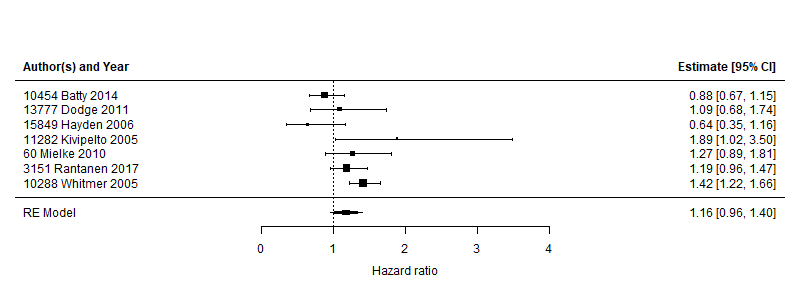 Author(s) and Year Estimate [95% CI]
10454 Batty 2014 0.88 [0.67, 1.15]
13777 Dodge 2011 1.09 [0.68, 1.74]
15849 Hayden 2006 0.64 [0.35, 1.16]
11282 Kivipelto 2005 1.89 [1.02, 3.50]
60 Mielke 2010 1.27 [0.89, 1.81]
3151 Rantanen 2017 1.19 [0.96, 1.47]
10288 Whitmer 2005 1.42 [1.22, 1.66]
RE Model 1.16 [0.96, 1.40]
0 1 2 3 4
Hazard ratio